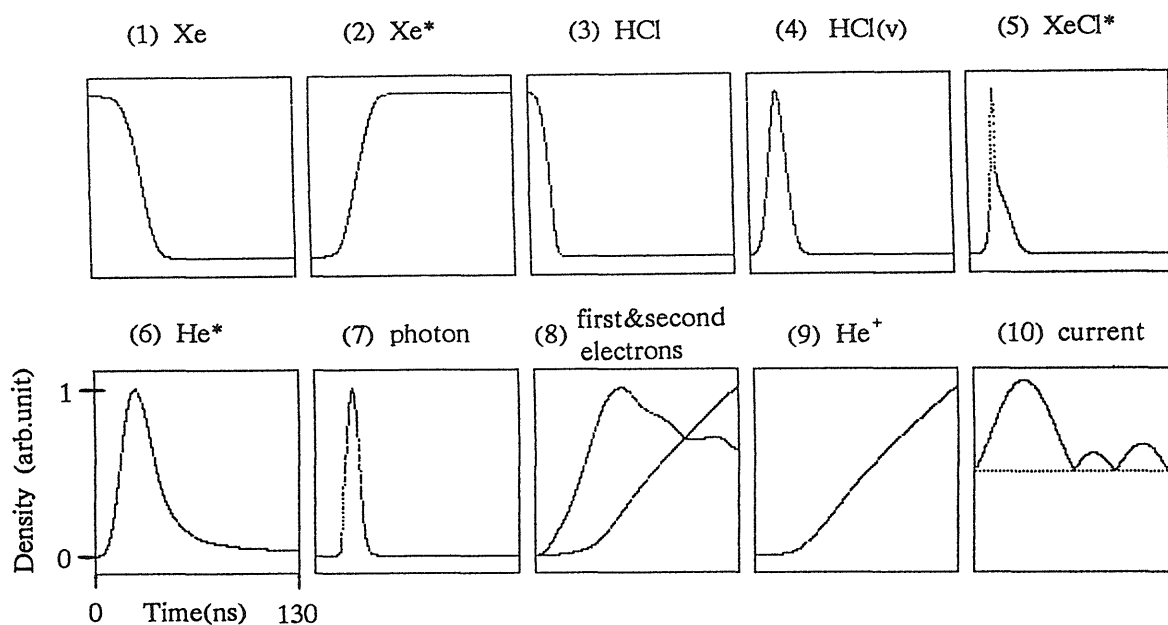 (1) Xe
(2) Xe*
(3) HCl
(4) HCl(v)
(5) XeCl*
(6) He*
(7) photon
(8) first&second
electrons
(9) He⁺
(10) current
Density (arb.unit)
1
0
0
Time(ns)
130